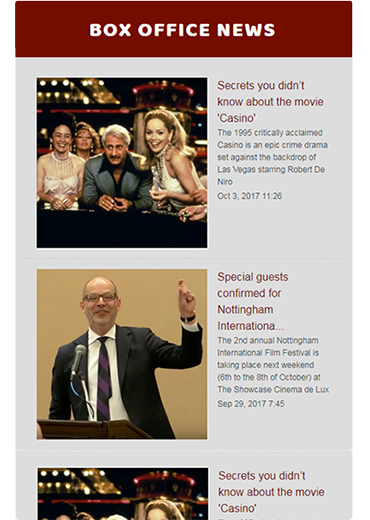 BOX OFFICE NEWS
Secrets you didn't
know about the movie
'Casino'
The 1995 critically acclaimed
Casino is an epic crime drama
set against the backdrop of
Las Vegas starring Robert De
Niro
Oct 3, 2017 11:26
Special guests
confirmed for
Nottingham
Internationa...
The 2nd annual Nottingham
International Film Festival is
taking place next weekend
(6th to the 8th of October) at
The Showcase Cinema de Lux
Sep 29, 2017 7:45
Secrets you didn't
know about the movie
'Casino'